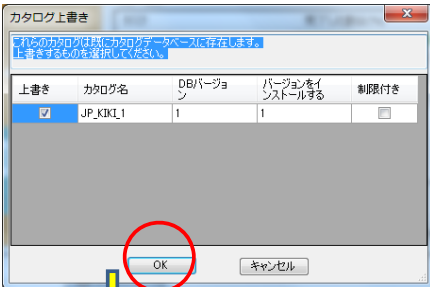 カタログ上書き
これらのカタログは既にカタログデータベースに存在します。
上書きするものを選択してください。
上書き カタログ名 DBバージョン バージョンをインストールする 制限付き
JP_KIKI_1 1 1
OK キャンセル